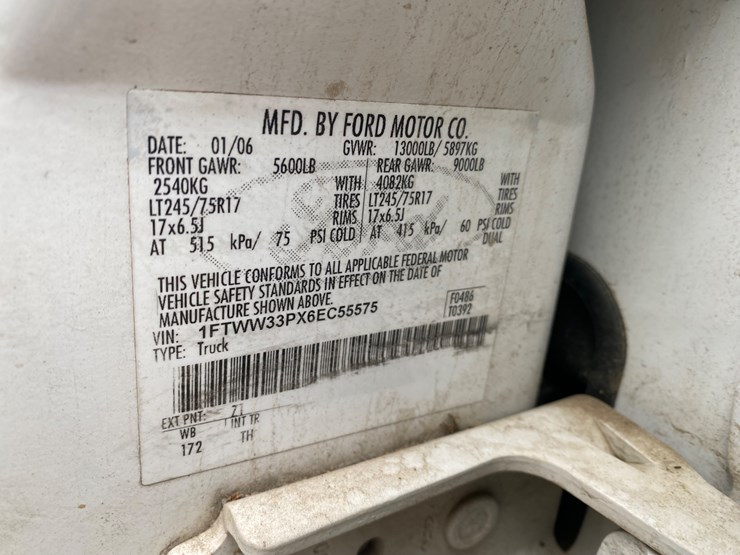 MFD. BY FORD MOTOR CO.
DATE: 01/06 GVWR: 13000LB/ 5897KG
FRONT GAWR: 5600LB REAR GAWR: 9000LB
2540KG WITH 4082KG WITH
LT245/75R17 TIRES LT245/75R17 TIRES
17x6.5J RIMS 17x6.5J RIMS
AT 515 kPa/ 75 PSI COLD AT 415 kPa/ 60 PSI COLD
DUAL
THIS VEHICLE CONFORMS TO ALL APPLICABLE FEDERAL MOTOR
VEHICLE SAFETY STANDARDS IN EFFECT ON THE DATE OF
MANUFACTURE SHOWN ABOVE.
F0486
T0392
VIN: 1FTWW33PX6EC55575
TYPE: Truck
EXT PNT: Z1
WB INT TR
172 TH